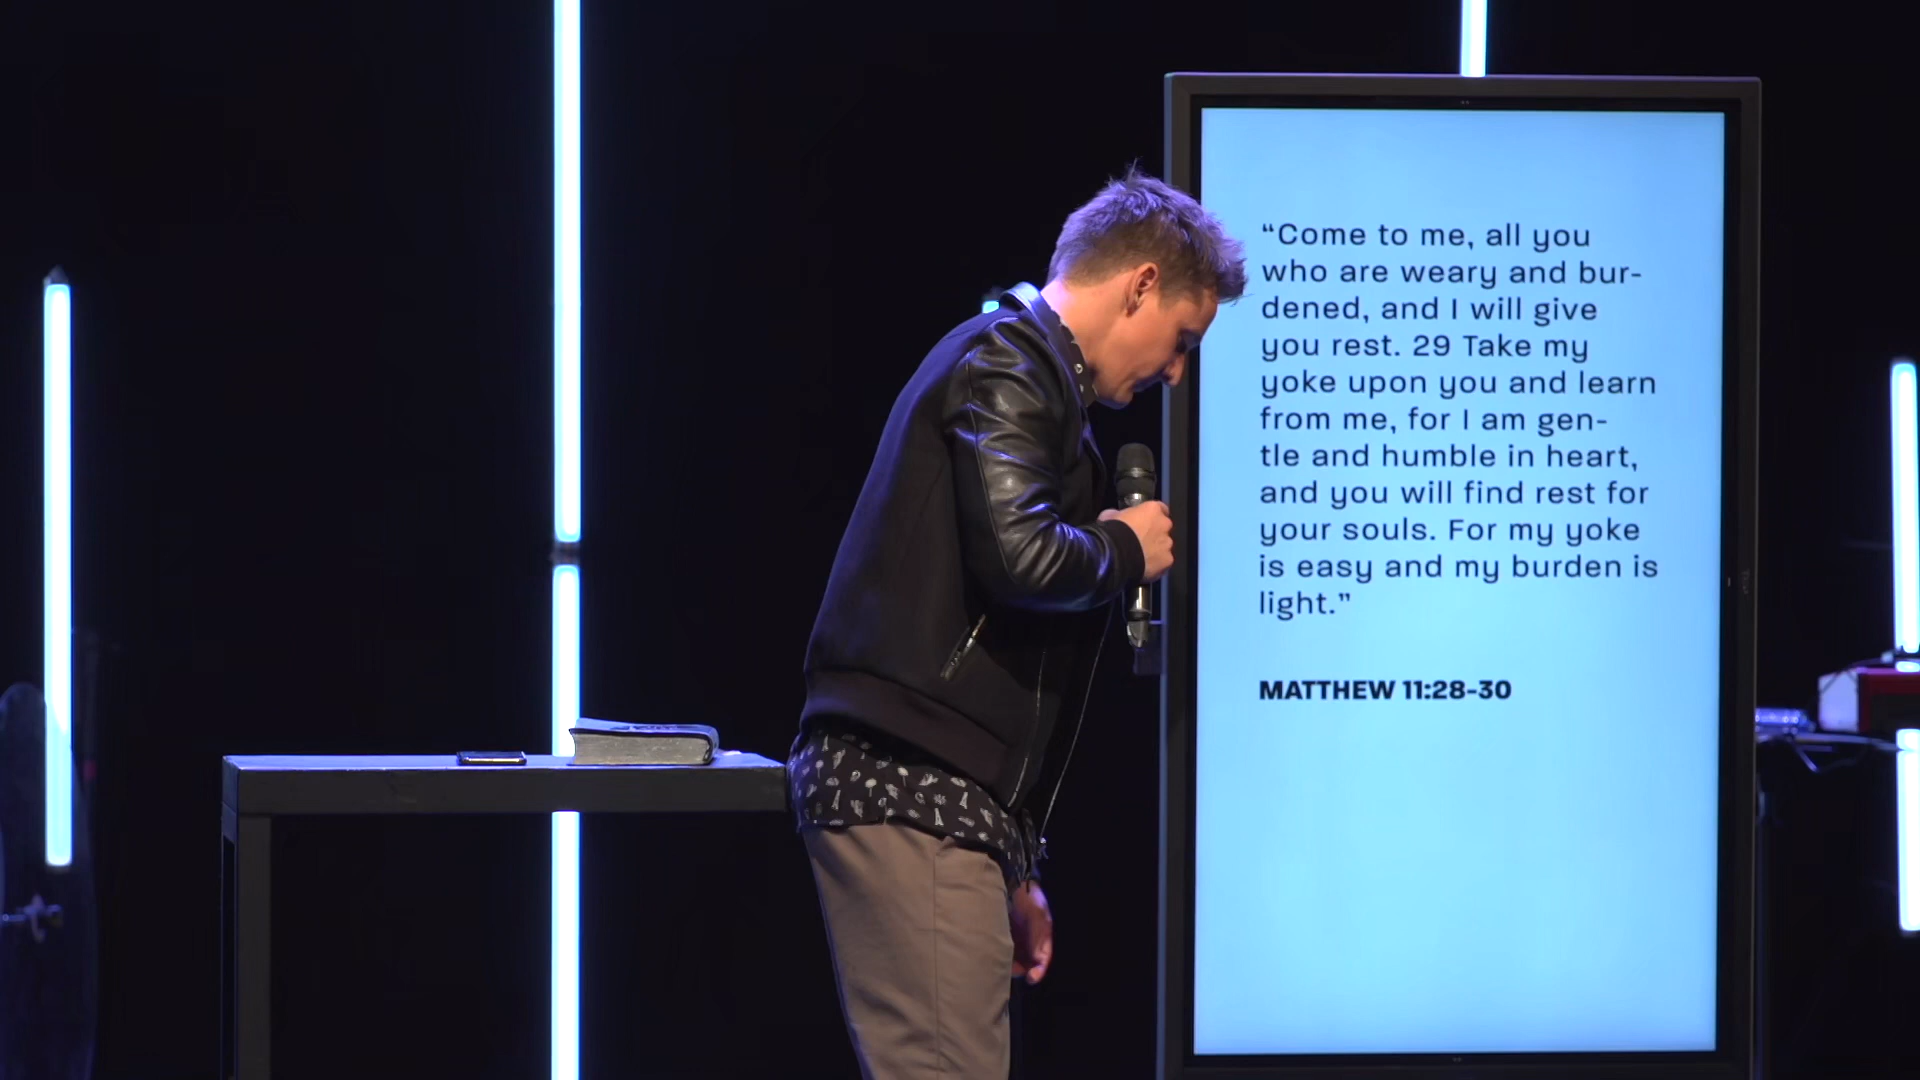 “Come to me, all you
who are weary and bur-
dened, and I will give
you rest. 29 Take my
yoke upon you and learn
from me, for I am gen-
tle and humble in heart,
and you will find rest for
your souls. For my yoke
is easy and my burden is
light.”
MATTHEW 11:28-30